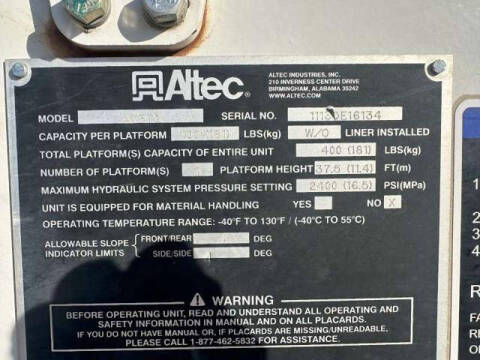 Altec
ALTEC INDUSTRIES, INC.
210 INVERNESS CENTER DRIVE
BIRMINGHAM, ALABAMA 35242
WWW.ALTEC.COM
MODEL SERIAL NO. 1113DE16134
CAPACITY PER PLATFORM LBS(kg) W/O LINER INSTALLED
TOTAL PLATFORM(S) CAPACITY OF ENTIRE UNIT 400 (181) LBS(kg)
NUMBER OF PLATFORM(S) PLATFORM HEIGHT 37.5 (11.4) FT(m)
MAXIMUM HYDRAULIC SYSTEM PRESSURE SETTING 2400 (16.5) PSI(MPa)
UNIT IS EQUIPPED FOR MATERIAL HANDLING YES NO X
OPERATING TEMPERATURE RANGE: -40°F TO 130°F / (-40°C TO 55°C)
ALLOWABLE SLOPE INDICATOR LIMITS
FRONT/REAR DEG
SIDE/SIDE DEG
WARNING
BEFORE OPERATING UNIT, READ AND UNDERSTAND ALL OPERATING AND
SAFETY INFORMATION IN MANUAL AND ON ALL PLACARDS.
IF YOU DO NOT HAVE MANUAL OR IF PLACARDS ARE MISSING/UNREADABLE,
PLEASE CALL 1-877-462-5832 FOR ASSISTANCE.
1
2
3
4